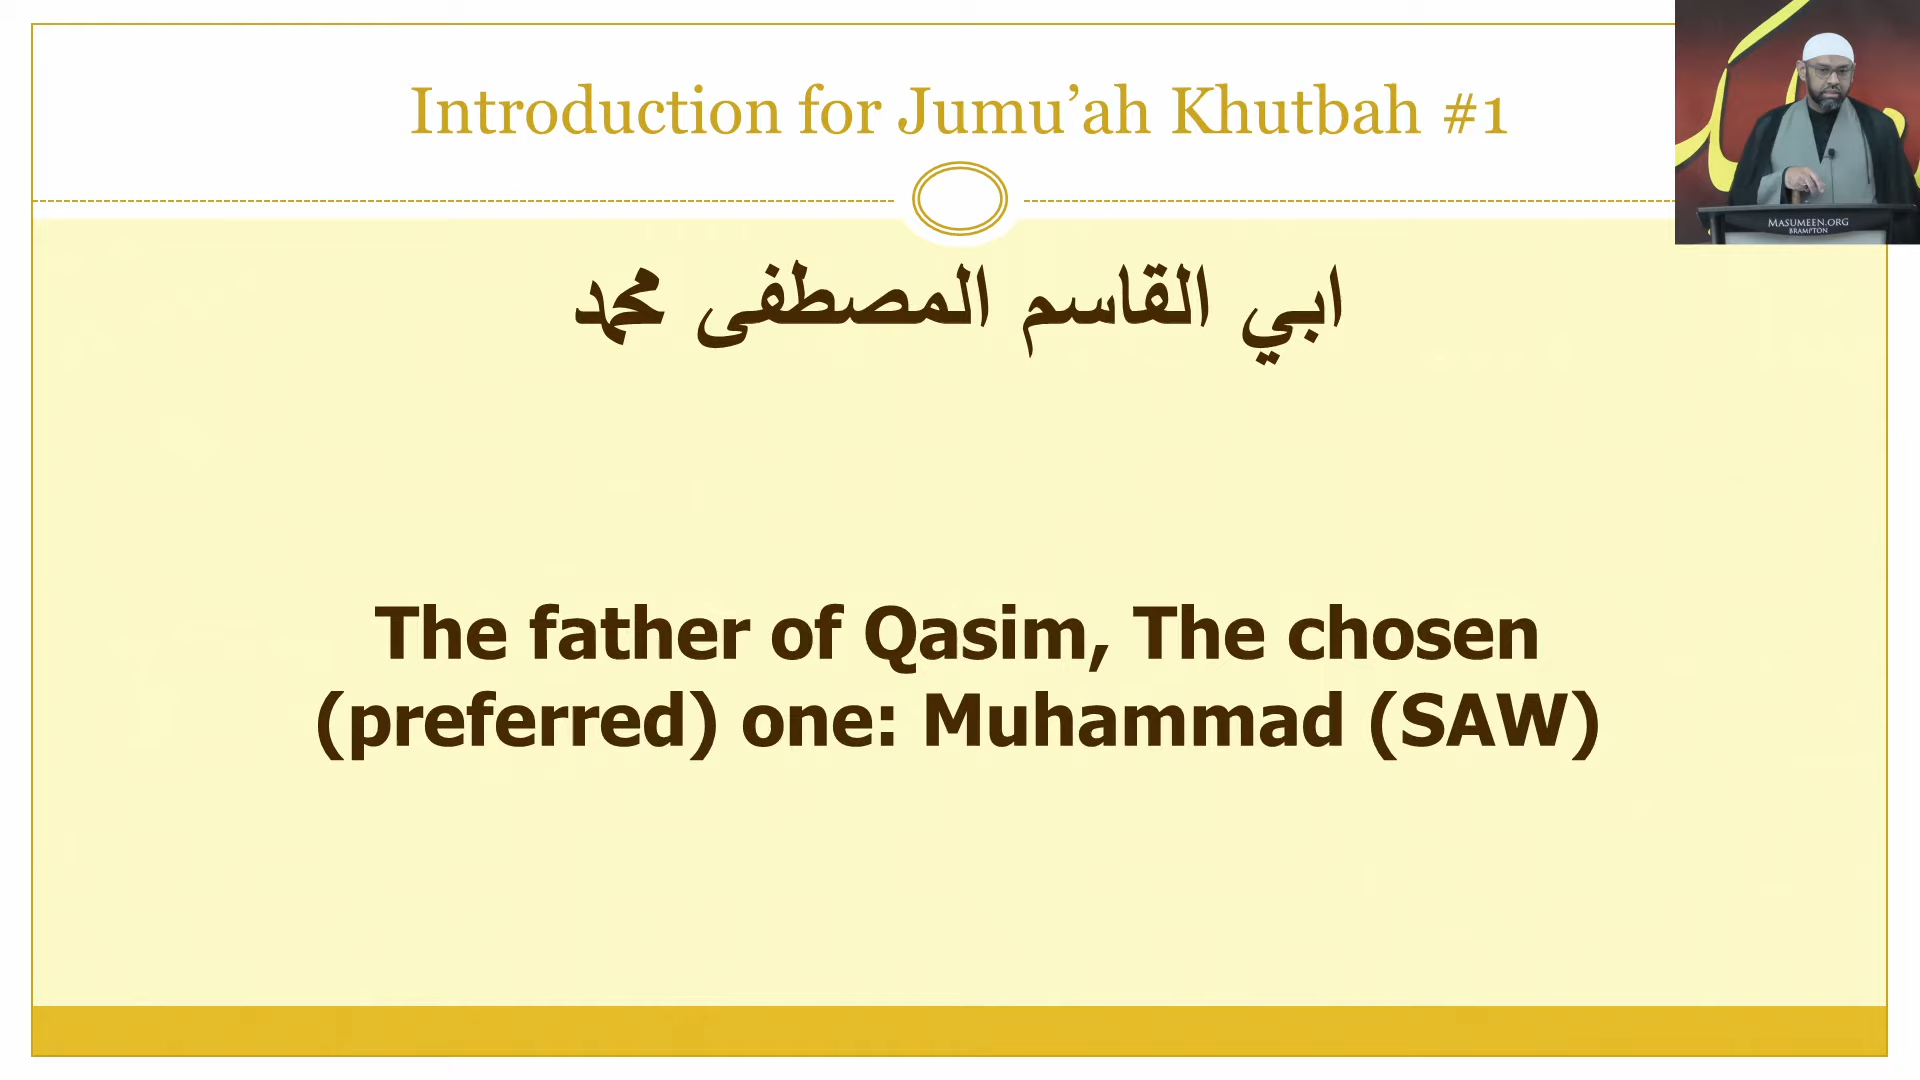 Introduction for Jumu’ah Khutbah #1
ابي القاسم المصطفى محمد
The father of Qasim, The chosen
(preferred) one: Muhammad (SAW)
MASUMEEN.ORG
BRAMPTON